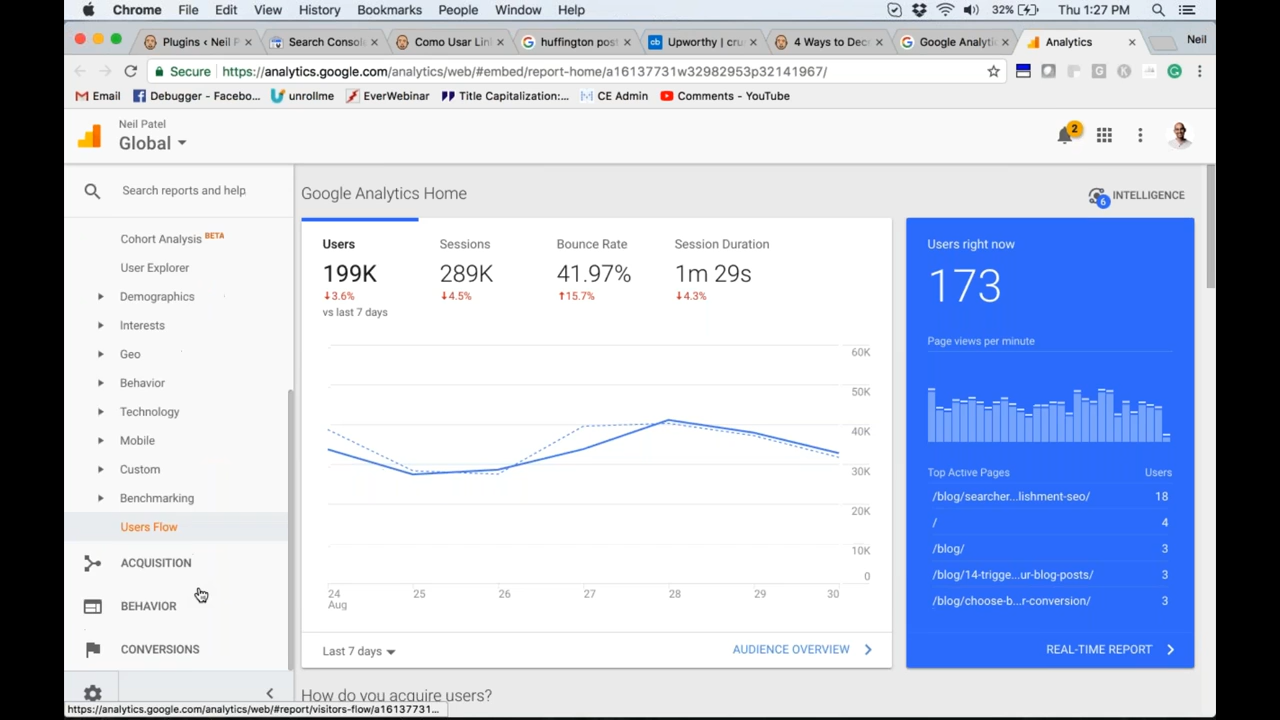 Chrome File Edit View History Bookmarks People Window Help 32% Thu 1:27 PM
Plugins ‹ Neil P Search Consol Como Usar Lin huffington pos Upworthy | cru 4 Ways to Dec Google Analyti Analytics Neil
Secure https://analytics.google.com/analytics/web/#embed/report-home/a16137731w32982953p32141967/
Email Debugger - Facebo... unrollme EverWebinar Title Capitalization:... CE Admin Comments - YouTube
Neil Patel
Global
2
Search reports and help
Google Analytics Home
INTELLIGENCE
6
Cohort Analysis BETA
User Explorer
Demographics
Interests
Geo
Behavior
Technology
Mobile
Custom
Benchmarking
Users Flow
ACQUISITION
BEHAVIOR
CONVERSIONS
Users Sessions Bounce Rate Session Duration
199K 289K 41.97% 1m 29s
↓3.6% ↓4.5% ↑15.7% ↓4.3%
vs last 7 days
60K
50K
40K
30K
20K
10K
0
24 25 26 27 28 29 30
Aug
Last 7 days AUDIENCE OVERVIEW
Users right now
173
Page views per minute
Top Active Pages Users
/blog/searcher...lishment-seo/ 18
/ 4
/blog/ 3
/blog/14-trigge...ur-blog-posts/ 3
/blog/choose-b...r-conversion/ 3
REAL-TIME REPORT
How do you acquire users?
https://analytics.google.com/analytics/web/#report/visitors-flow/a16137731...